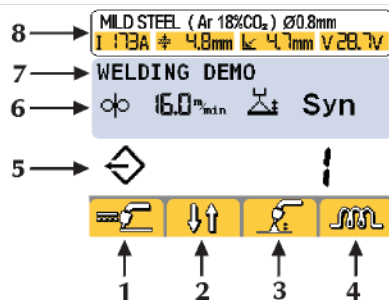 8 MILD STEEL ( Ar 18%CO₂ ) Ø0.8mm
I 173A 4.8mm 4.7mm V 28.7V
7 WELDING DEMO
6 16.0 m/min Syn
5 1
1 2 3 4